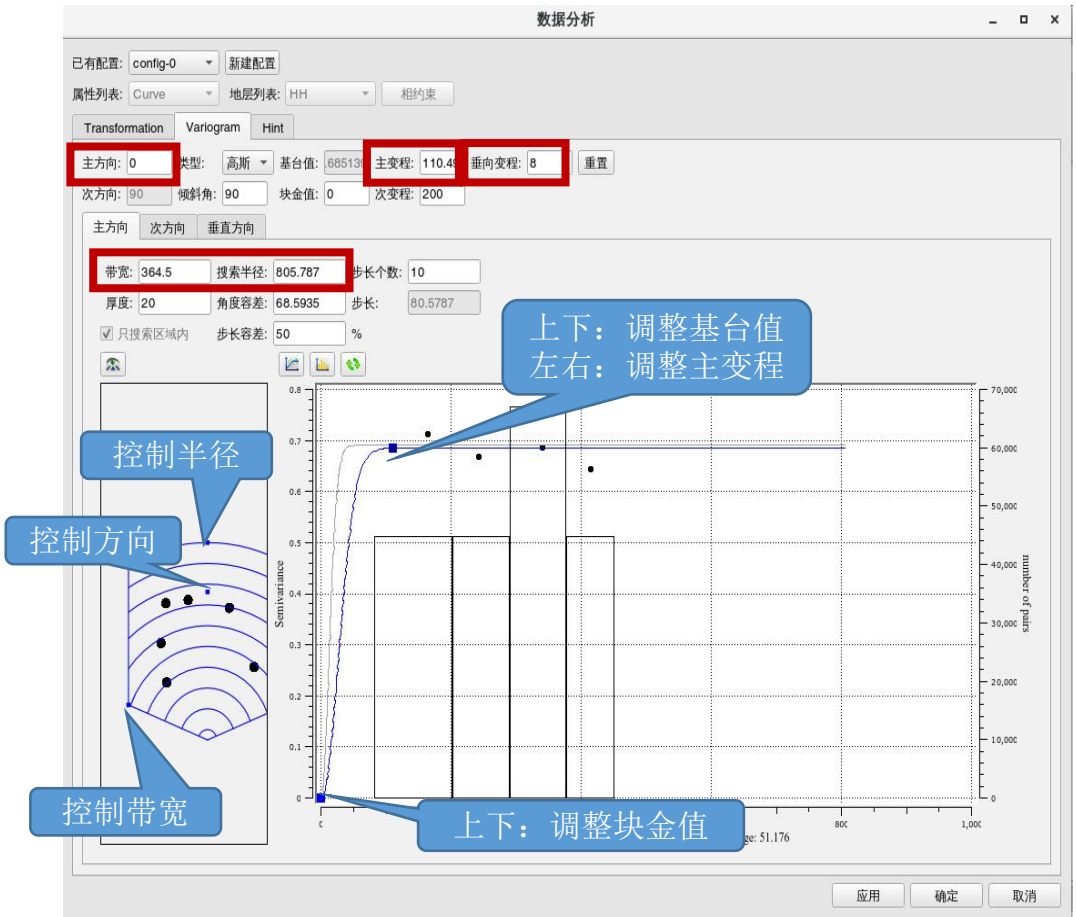 数据分析
已有配置: config-0 新建配置
属性列表: Curve 地层列表: HH 相约束
Transformation Variogram Hint
主方向: 0 类型: 高斯 基台值: .685139 主变程: 110.49 垂向变程: 8 重置
次方向: 90 倾斜角: 90 块金值: 0 次变程: 200
主方向 次方向 垂直方向
带宽: 364.5 搜索半径: 805.787 步长个数: 10
厚度: 20 角度容差: 68.5935 步长: 80.5787
只搜索区域内 步长容差: 50 %
上下：调整基台值
左右：调整主变程
控制半径
控制方向
控制带宽
上下：调整块金值
Semivariance
0.8
0.7
0.6
0.5
0.4
0.3
0.2
0.1
0
number of pairs
70,000
60,000
50,000
40,000
30,000
20,000
10,000
0
800 1,000
51.176
应用 确定 取消